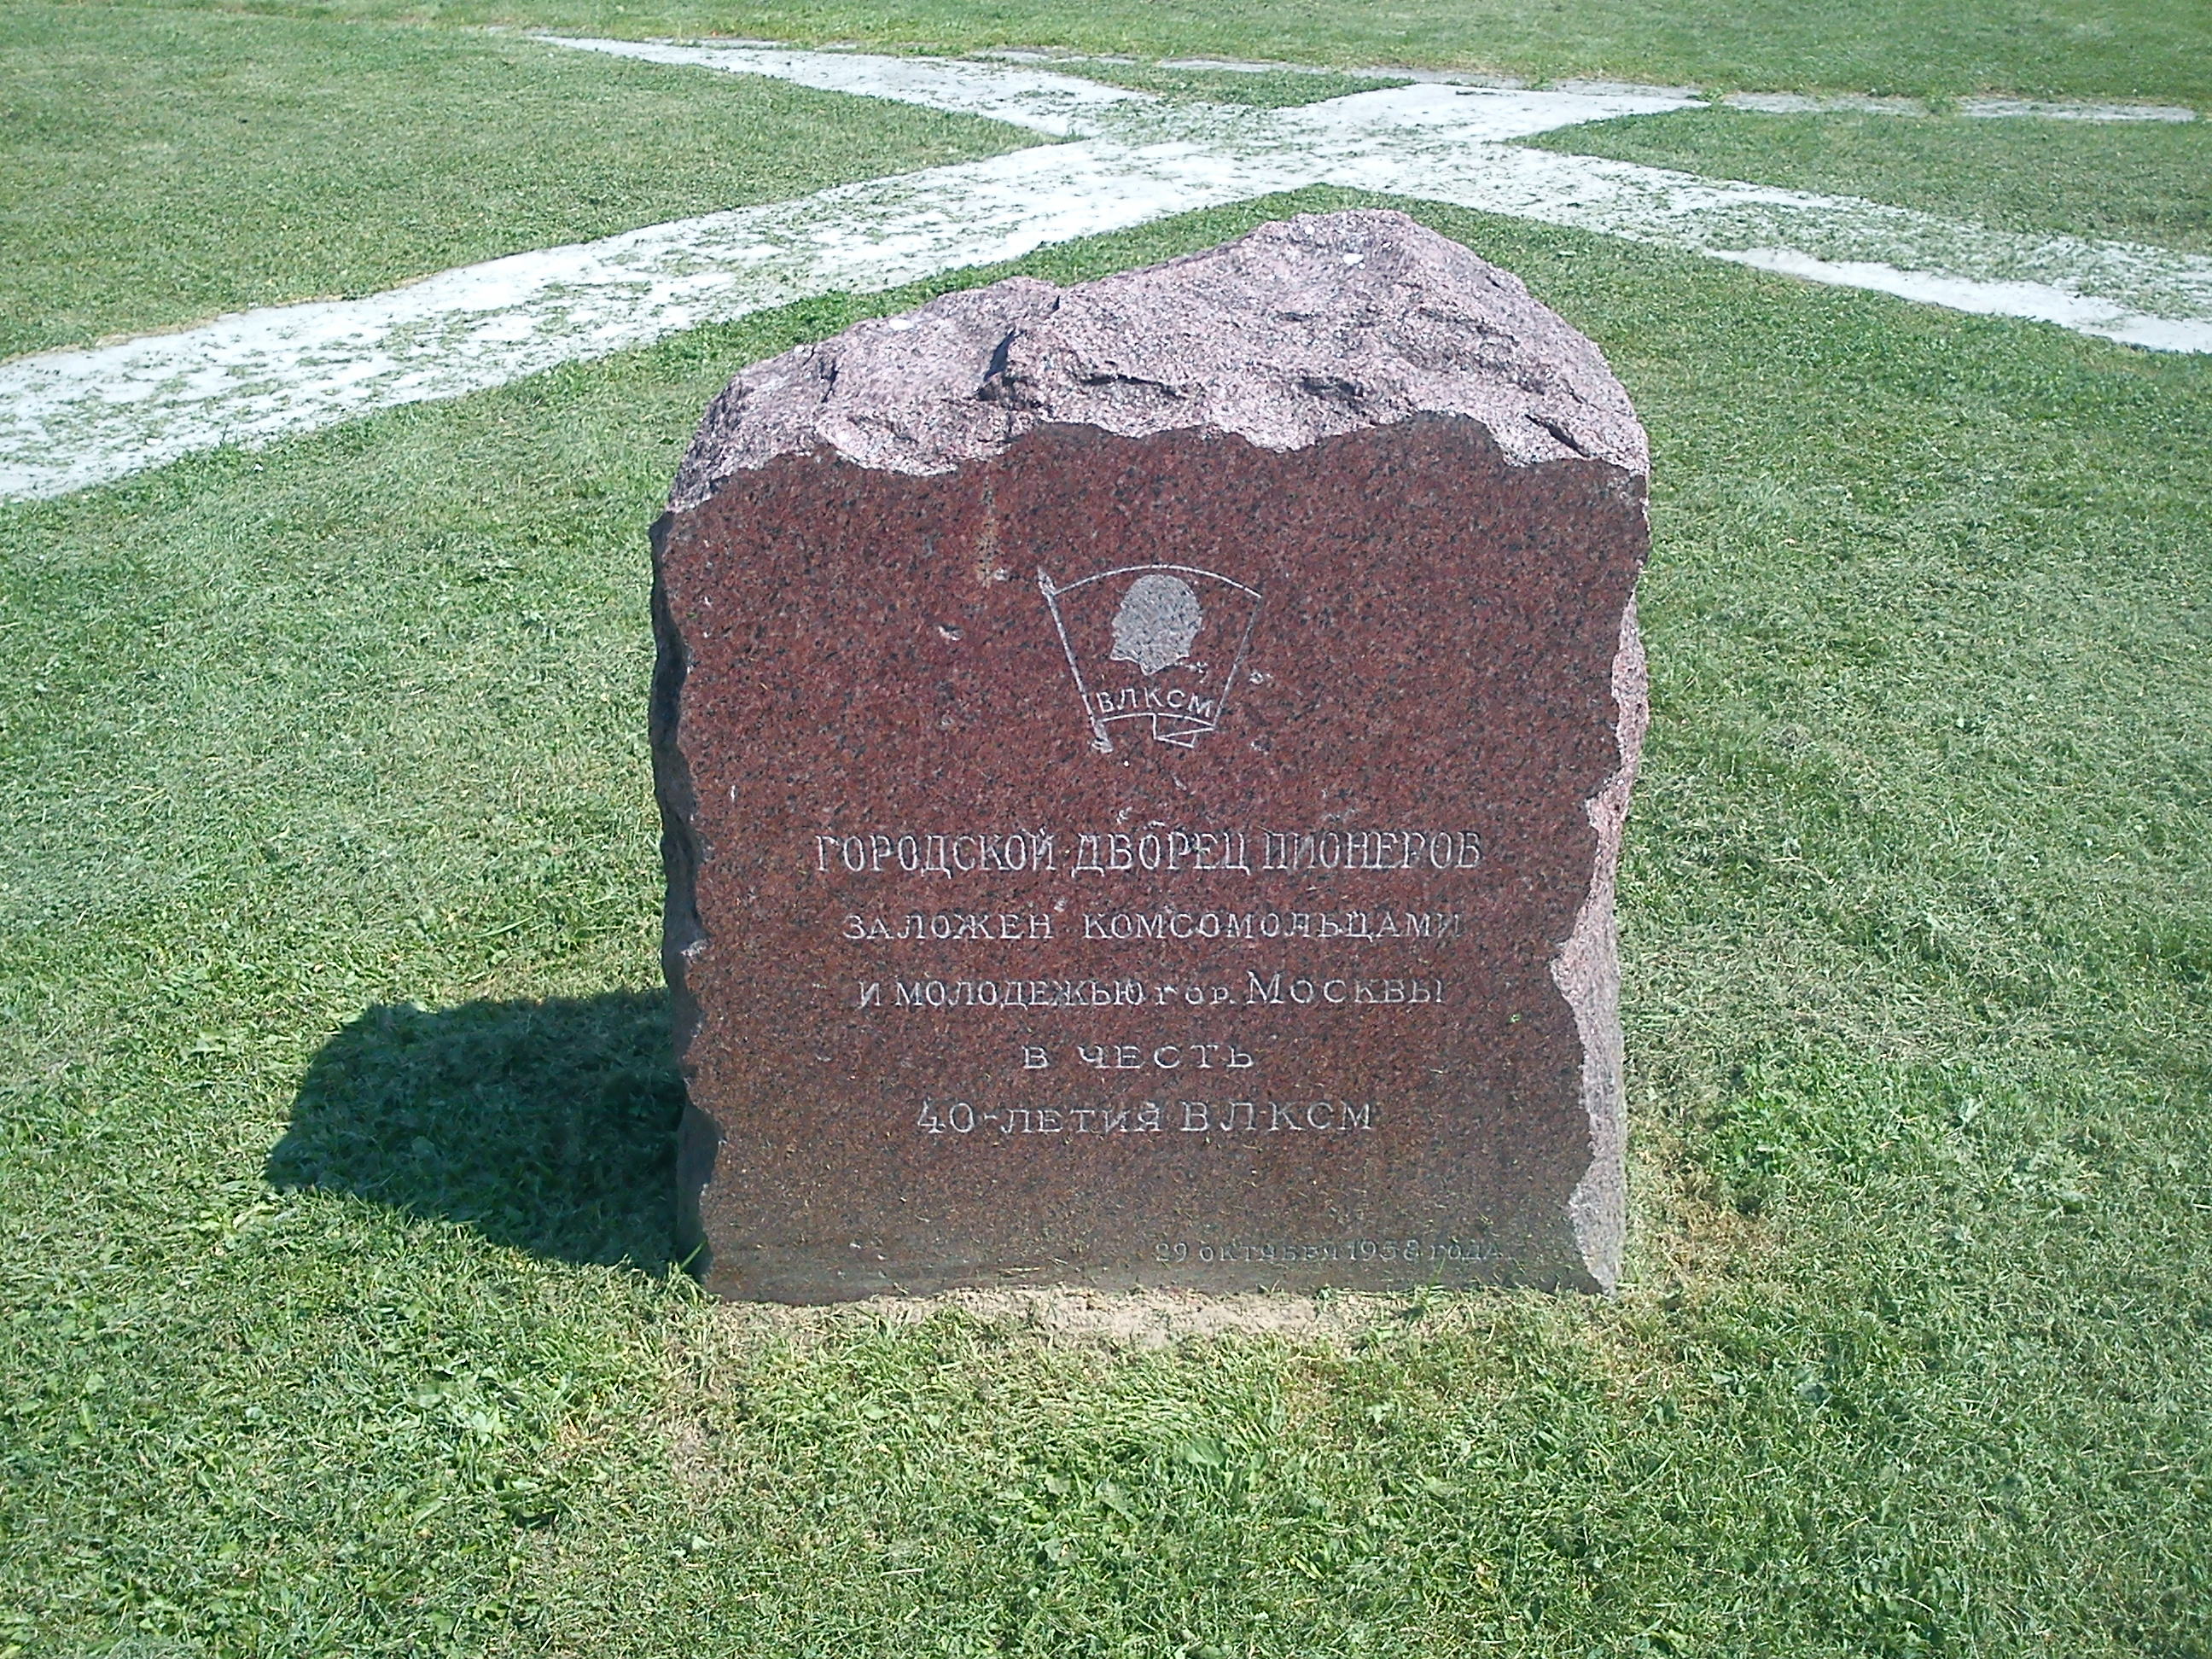 ВЛКСМ
ГОРОДСКОЙ ДВОРЕЦ ПИОНЕРОВ
ЗАЛОЖЕН КОМСОМОЛЬЦАМИ
И МОЛОДЕЖЬЮ гор. МОСКВЫ
В ЧЕСТЬ
40-ЛЕТИЯ ВЛКСМ
29 ОКТЯБРЯ 1958 ГОДА